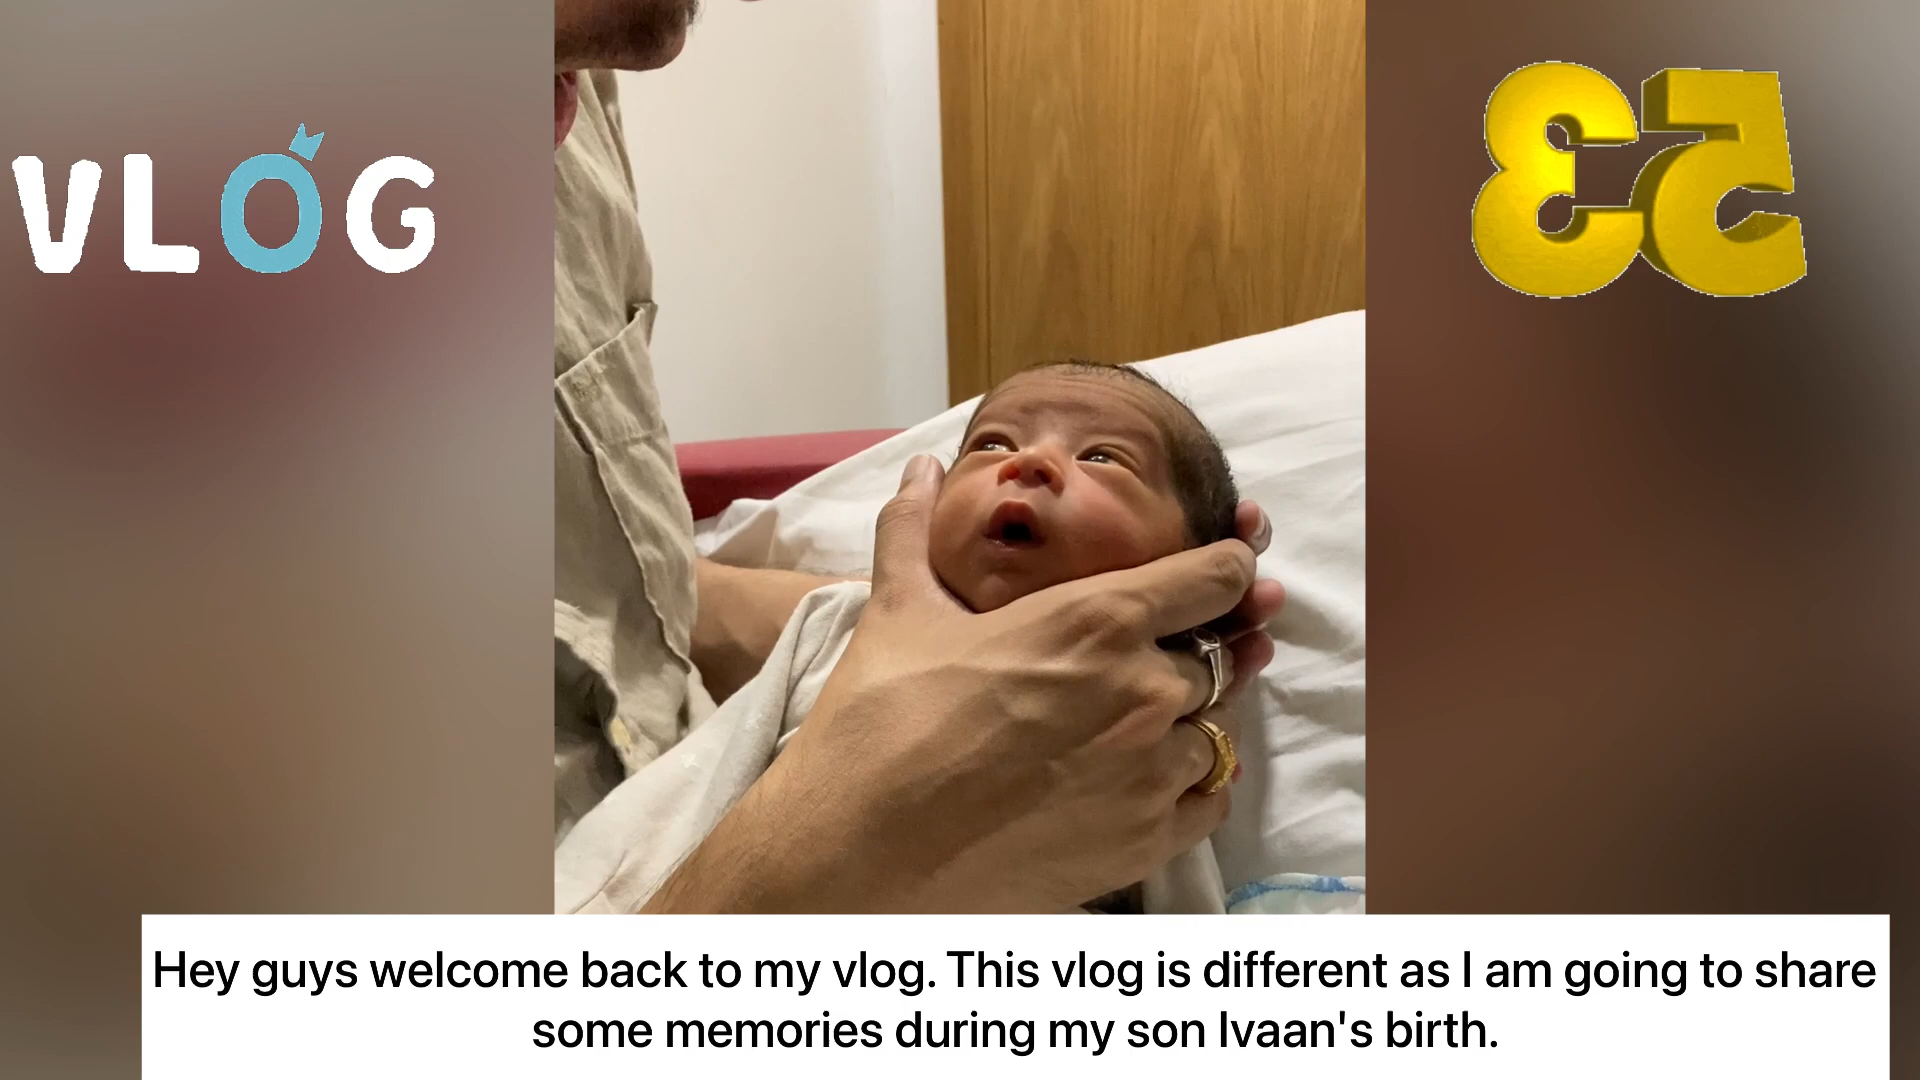 VLOG
53
Hey guys welcome back to my vlog. This vlog is different as I am going to share
some memories during my son Ivaan's birth.